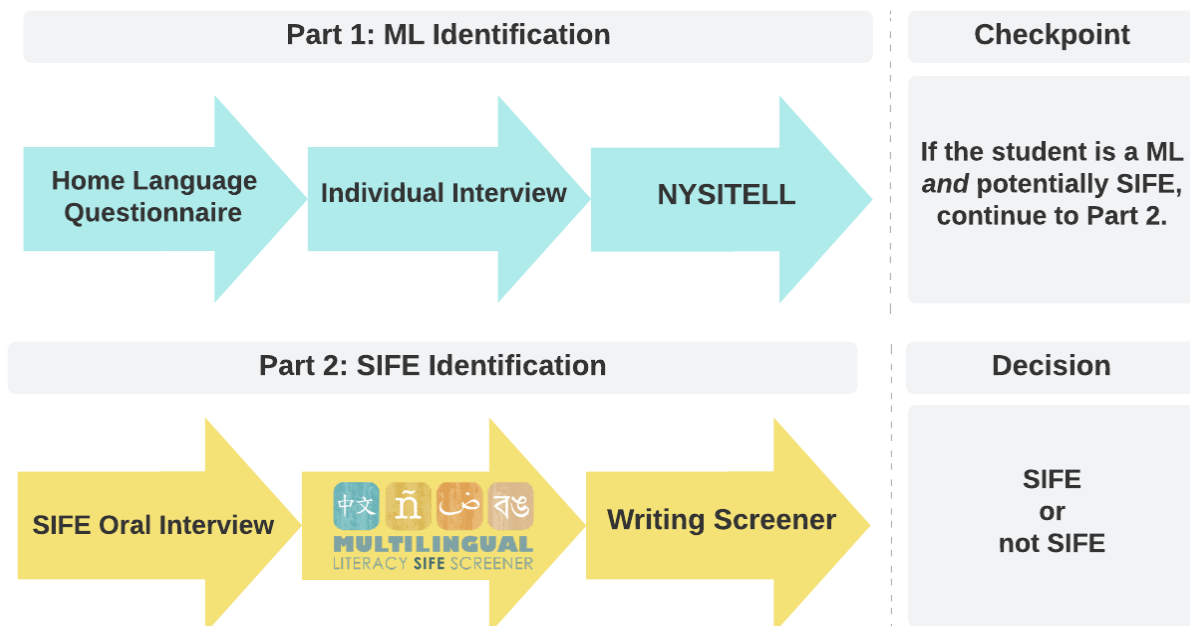 Part 1: ML Identification
Checkpoint
Home Language
Questionnaire
Individual Interview
NYSITELL
If the student is a ML
and potentially SIFE,
continue to Part 2.
Part 2: SIFE Identification
Decision
SIFE Oral Interview
中文 ñ ض বঙ
MULTILINGUAL
LITERACY SIFE SCREENER
Writing Screener
SIFE
or
not SIFE